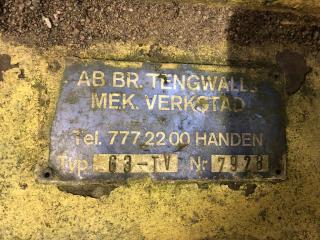 AB BR. TENGWALLS
MEK. VERKSTAD
Tel. 777 22 00 HANDEN
Typ 63-TV Nr 7928